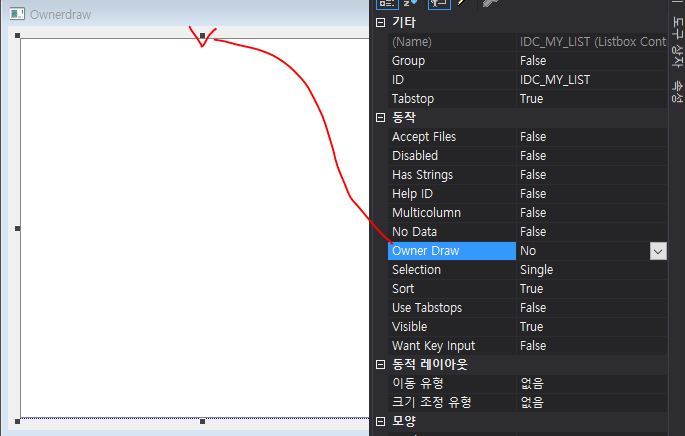 Ownerdraw
기타
(Name) IDC_MY_LIST (Listbox Cont
Group False
ID IDC_MY_LIST
Tabstop True
동작
Accept Files False
Disabled False
Has Strings False
Help ID False
Multicolumn False
No Data False
Owner Draw No
Selection Single
Sort True
Use Tabstops False
Visible True
Want Key Input False
동적 레이아웃
이동 유형 없음
크기 조정 유형 없음
모양
도구 상자
속성